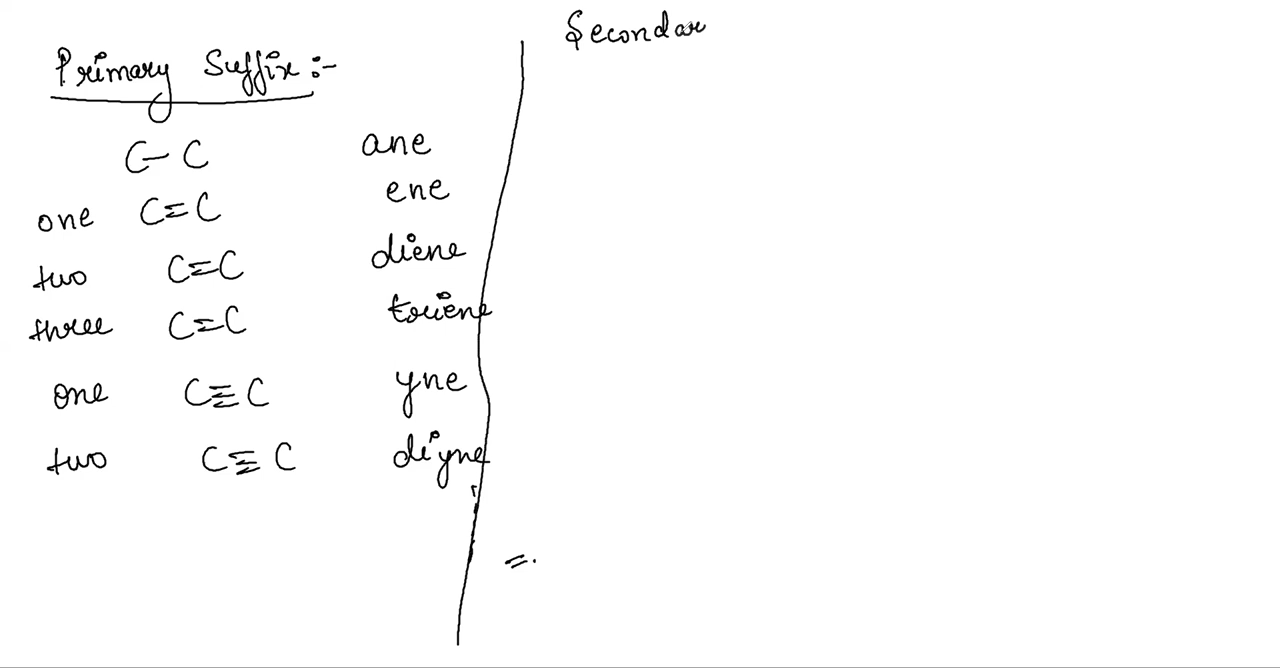 Primary Suffix :-
C-C ane
one C=C ene
two C=C diene
three C=C triene
one C≡C yne
two C≡C diyne
=.
Secondar